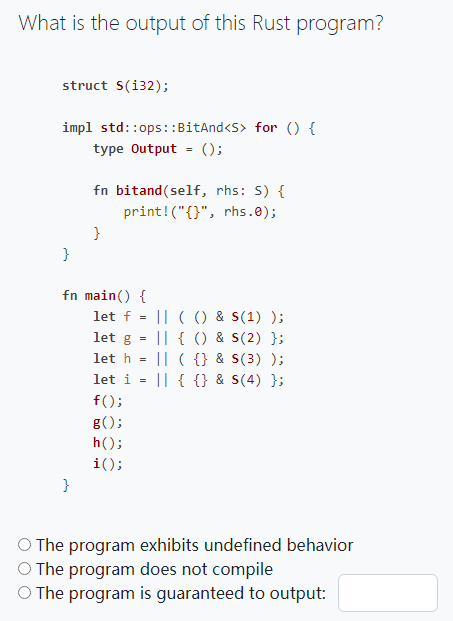 What is the output of this Rust program?
struct S(i32);
impl std::ops::BitAnd<S> for () {
    type Output = ();
    fn bitand(self, rhs: S) {
        print!("{}", rhs.0);
    }
}
fn main() {
    let f = || ( () & S(1) );
    let g = || { () & S(2) };
    let h = || ( {} & S(3) );
    let i = || { {} & S(4) };
    f();
    g();
    h();
    i();
}
The program exhibits undefined behavior
The program does not compile
The program is guaranteed to output: